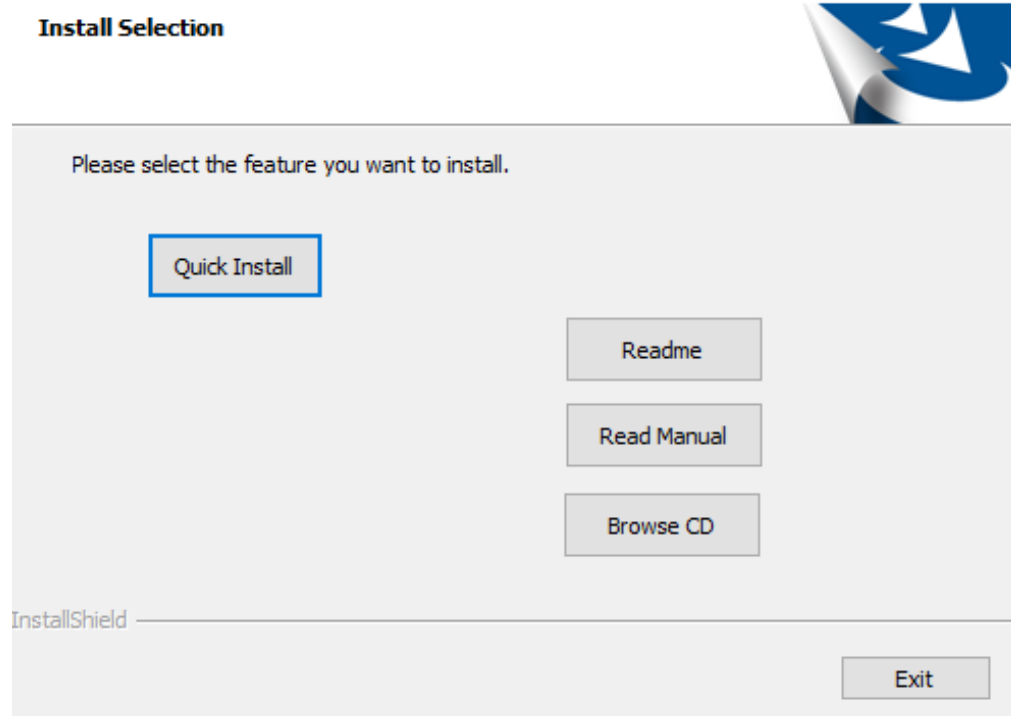 Install Selection
Please select the feature you want to install.
Quick Install
Readme
Read Manual
Browse CD
InstallShield
Exit